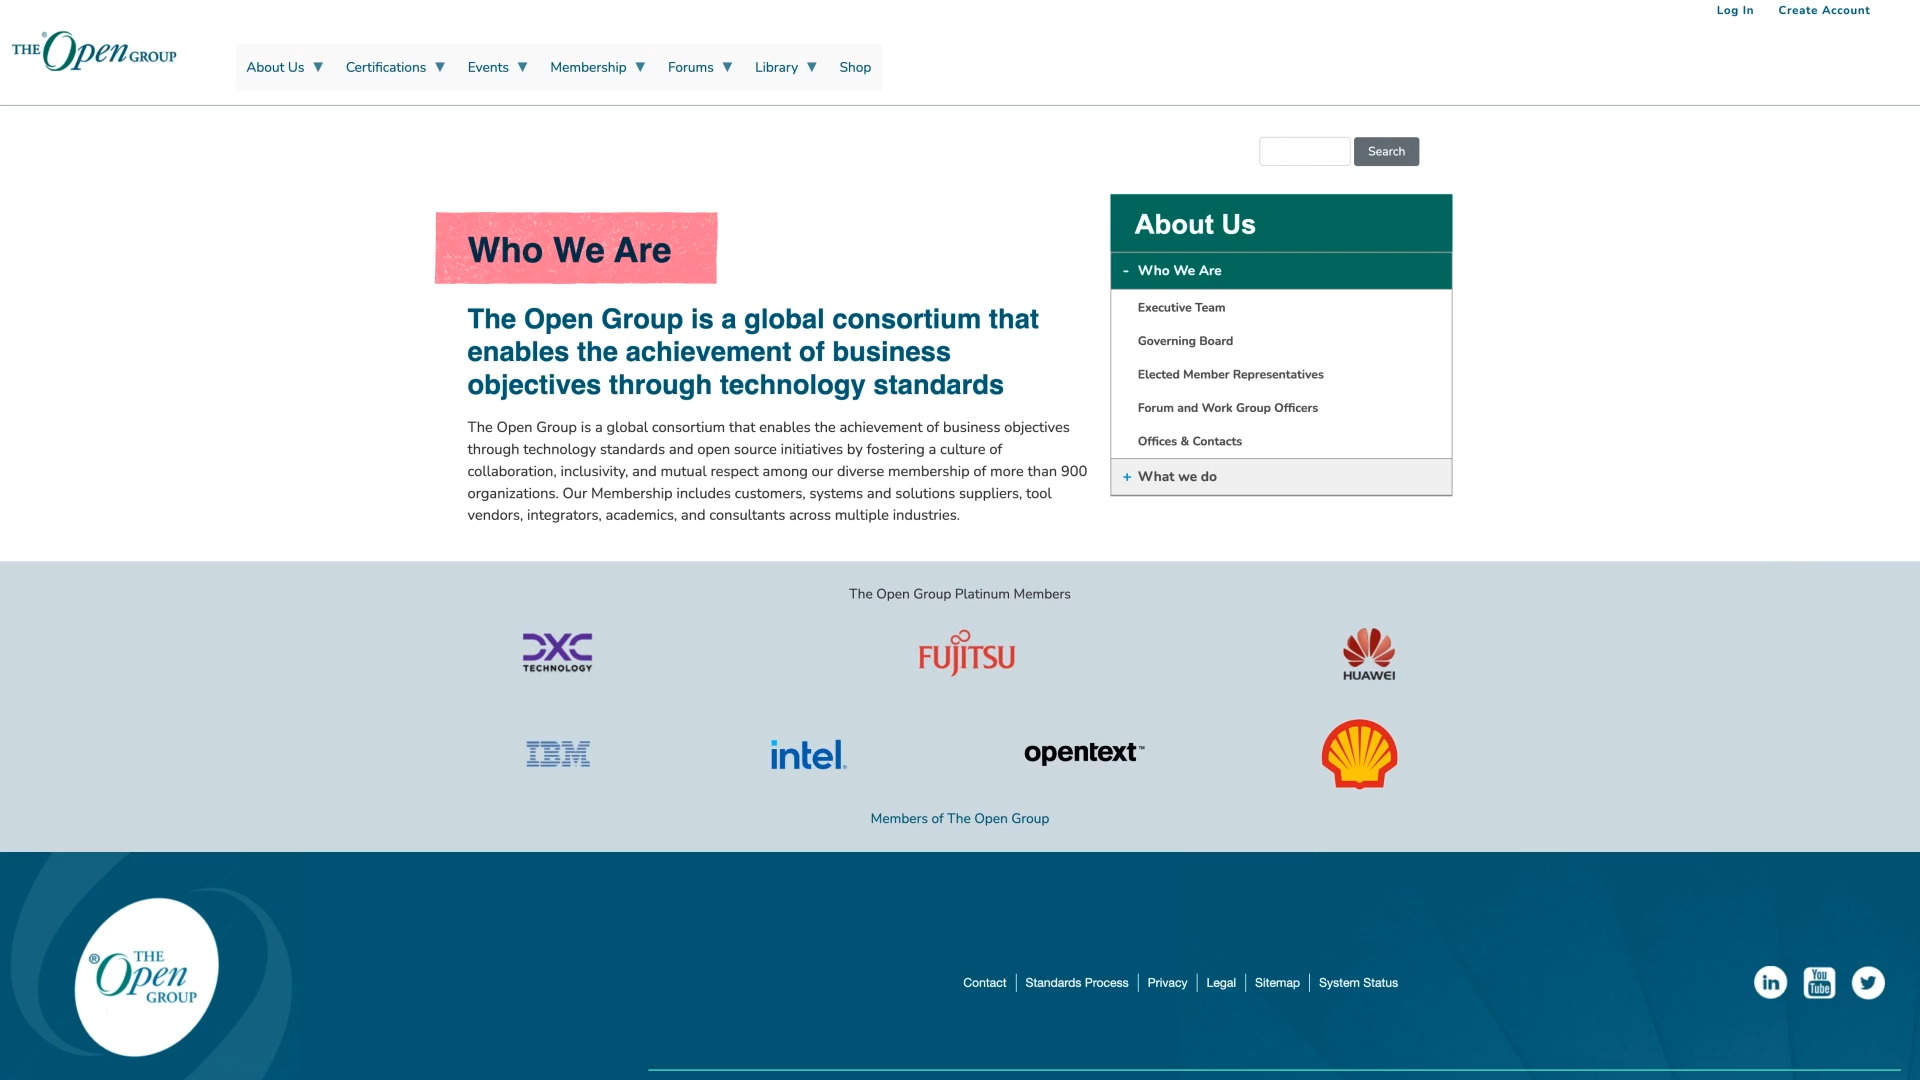 Log In Create Account
THE Open GROUP
About Us ▼ Certifications ▼ Events ▼ Membership ▼ Forums ▼ Library ▼ Shop
Search
Who We Are
The Open Group is a global consortium that
enables the achievement of business
objectives through technology standards
The Open Group is a global consortium that enables the achievement of business objectives
through technology standards and open source initiatives by fostering a culture of
collaboration, inclusivity, and mutual respect among our diverse membership of more than 900
organizations. Our Membership includes customers, systems and solutions suppliers, tool
vendors, integrators, academics, and consultants across multiple industries.
About Us
- Who We Are
Executive Team
Governing Board
Elected Member Representatives
Forum and Work Group Officers
Offices & Contacts
+ What we do
The Open Group Platinum Members
DXC
TECHNOLOGY
FUJITSU
HUAWEI
IBM
intel.
opentext™
Members of The Open Group
THE
®Open
GROUP
Contact Standards Process Privacy Legal Sitemap System Status
in
You
Tube